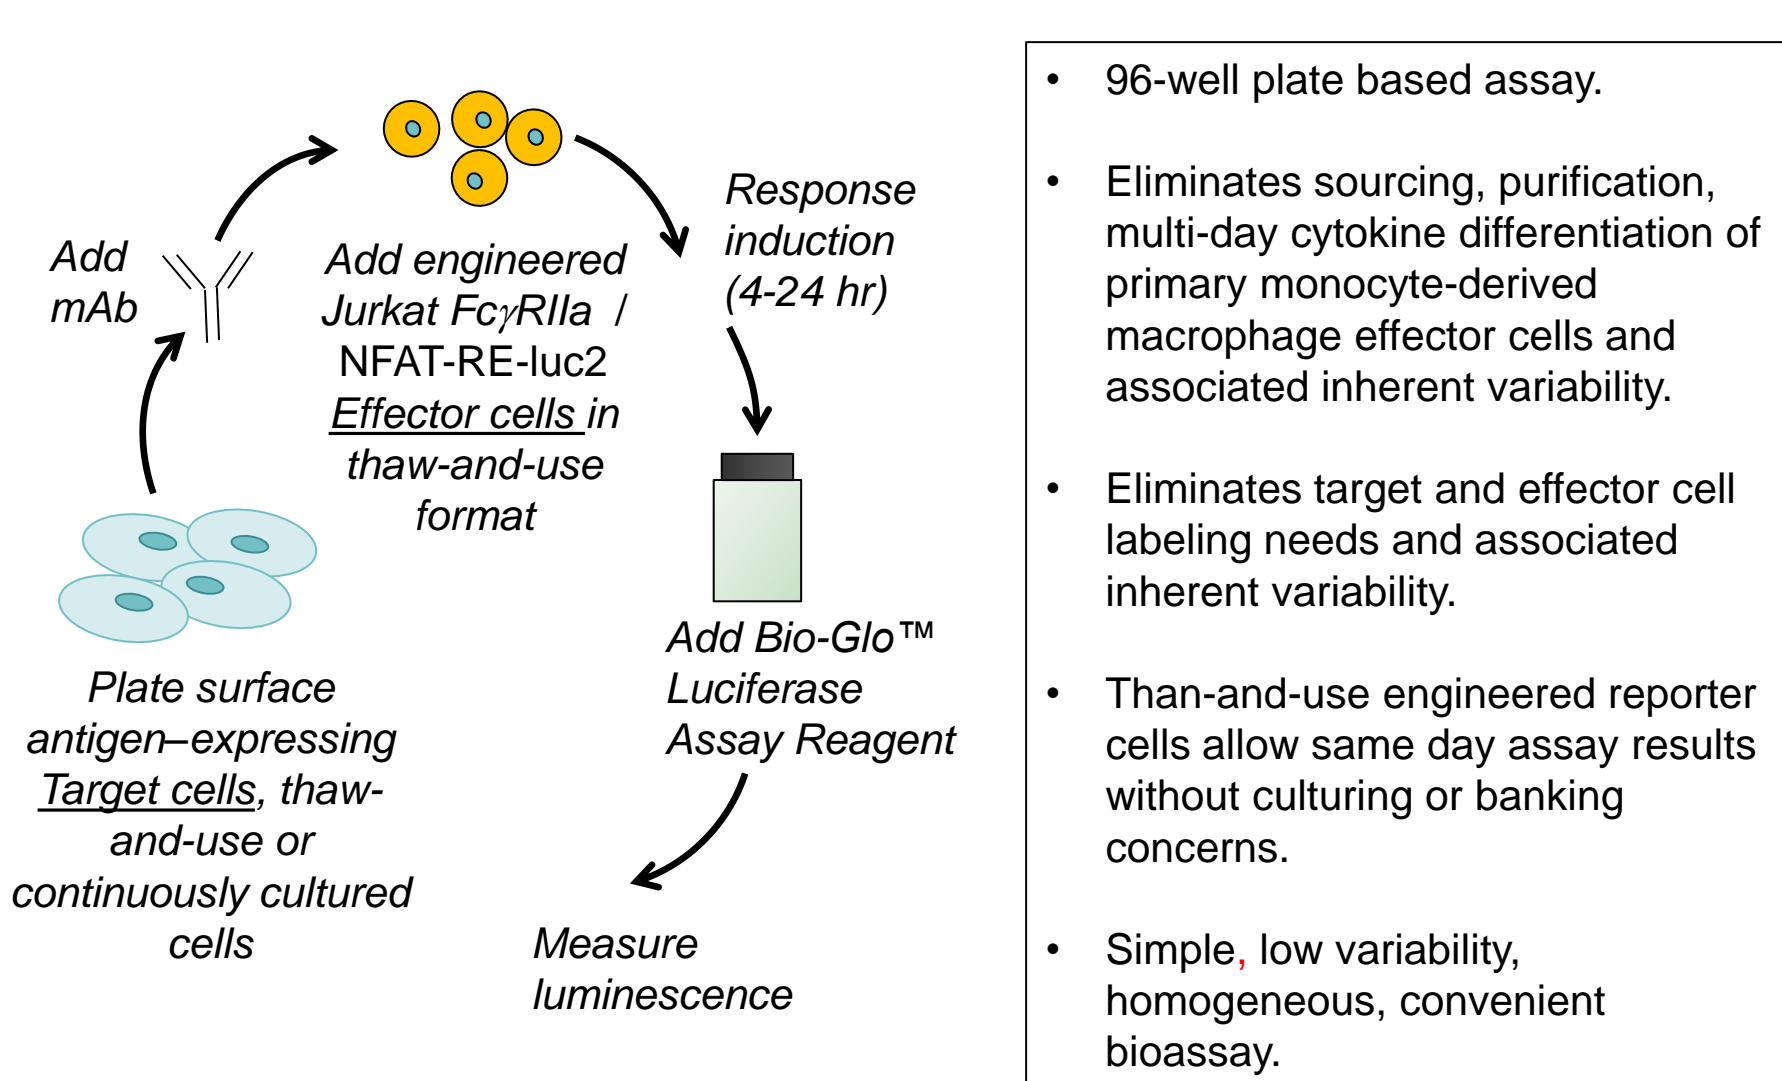 Add
mAb
Add engineered
Jurkat FcγRIIa /
NFAT-RE-luc2
Effector cells in
thaw-and-use
format
Response
induction
(4-24 hr)
Add Bio-Glo™
Luciferase
Assay Reagent
Plate surface
antigen–expressing
Target cells, thaw-
and-use or
continuously cultured
cells
Measure
luminescence
• 96-well plate based assay.
• Eliminates sourcing, purification,
multi-day cytokine differentiation of
primary monocyte-derived
macrophage effector cells and
associated inherent variability.
• Eliminates target and effector cell
labeling needs and associated
inherent variability.
• Than-and-use engineered reporter
cells allow same day assay results
without culturing or banking
concerns.
• Simple, low variability,
homogeneous, convenient
bioassay.